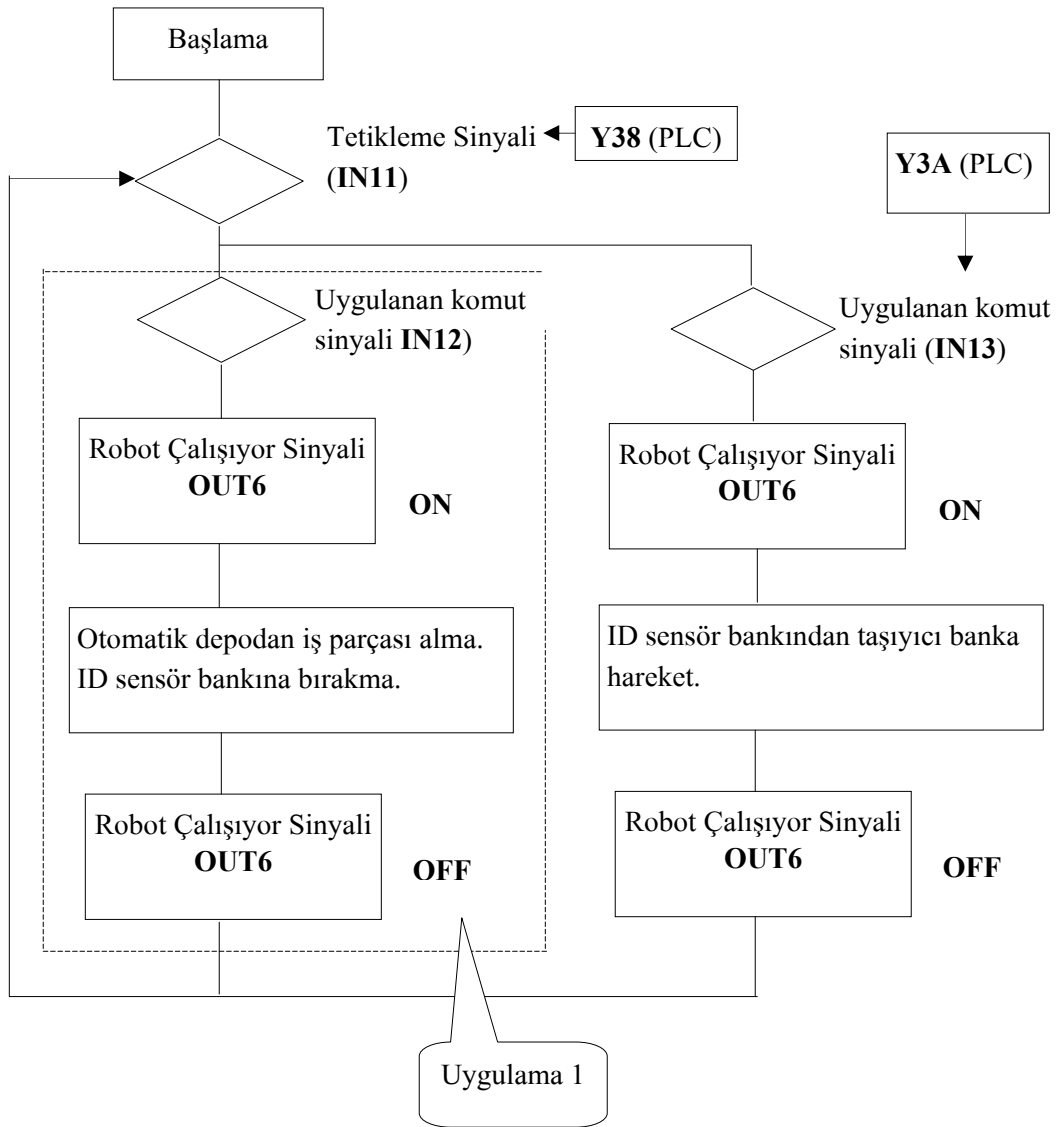 Başlama
Tetikleme Sinyali
(IN11)
Y38 (PLC)
Y3A (PLC)
Uygulanan komut
sinyali IN12)
Uygulanan komut
sinyali (IN13)
Robot Çalışıyor Sinyali
OUT6
ON
Robot Çalışıyor Sinyali
OUT6
ON
Otomatik depodan iş parçası alma.
ID sensör bankına bırakma.
ID sensör bankından taşıyıcı banka
hareket.
Robot Çalışıyor Sinyali
OUT6
OFF
Robot Çalışıyor Sinyali
OUT6
OFF
Uygulama 1